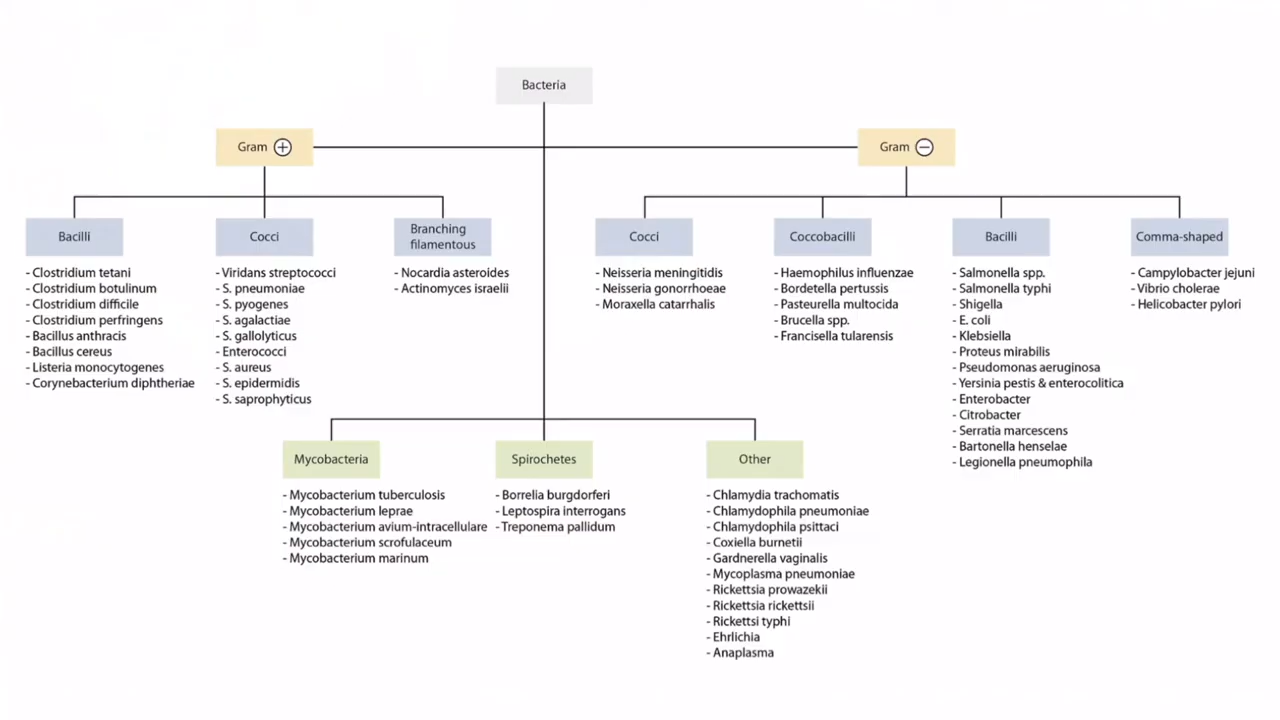 Bacteria
Gram +
Gram −
Bacilli
- Clostridium tetani
- Clostridium botulinum
- Clostridium difficile
- Clostridium perfringens
- Bacillus anthracis
- Bacillus cereus
- Listeria monocytogenes
- Corynebacterium diphtheriae
Cocci
- Viridans streptococci
- S. pneumoniae
- S. pyogenes
- S. agalactiae
- S. gallolyticus
- Enterococci
- S. aureus
- S. epidermidis
- S. saprophyticus
Branching
filamentous
- Nocardia asteroides
- Actinomyces israelii
Cocci
- Neisseria meningitidis
- Neisseria gonorrhoeae
- Moraxella catarrhalis
Coccobacilli
- Haemophilus influenzae
- Bordetella pertussis
- Pasteurella multocida
- Brucella spp.
- Francisella tularensis
Bacilli
- Salmonella spp.
- Salmonella typhi
- Shigella
- E. coli
- Klebsiella
- Proteus mirabilis
- Pseudomonas aeruginosa
- Yersinia pestis & enterocolitica
- Enterobacter
- Citrobacter
- Serratia marcescens
- Bartonella henselae
- Legionella pneumophila
Comma-shaped
- Campylobacter jejuni
- Vibrio cholerae
- Helicobacter pylori
Mycobacteria
- Mycobacterium tuberculosis
- Mycobacterium leprae
- Mycobacterium avium-intracellulare
- Mycobacterium scrofulaceum
- Mycobacterium marinum
Spirochetes
- Borrelia burgdorferi
- Leptospira interrogans
- Treponema pallidum
Other
- Chlamydia trachomatis
- Chlamydophila pneumoniae
- Chlamydophila psittaci
- Coxiella burnetii
- Gardnerella vaginalis
- Mycoplasma pneumoniae
- Rickettsia prowazekii
- Rickettsia rickettsii
- Rickettsi typhi
- Ehrlichia
- Anaplasma